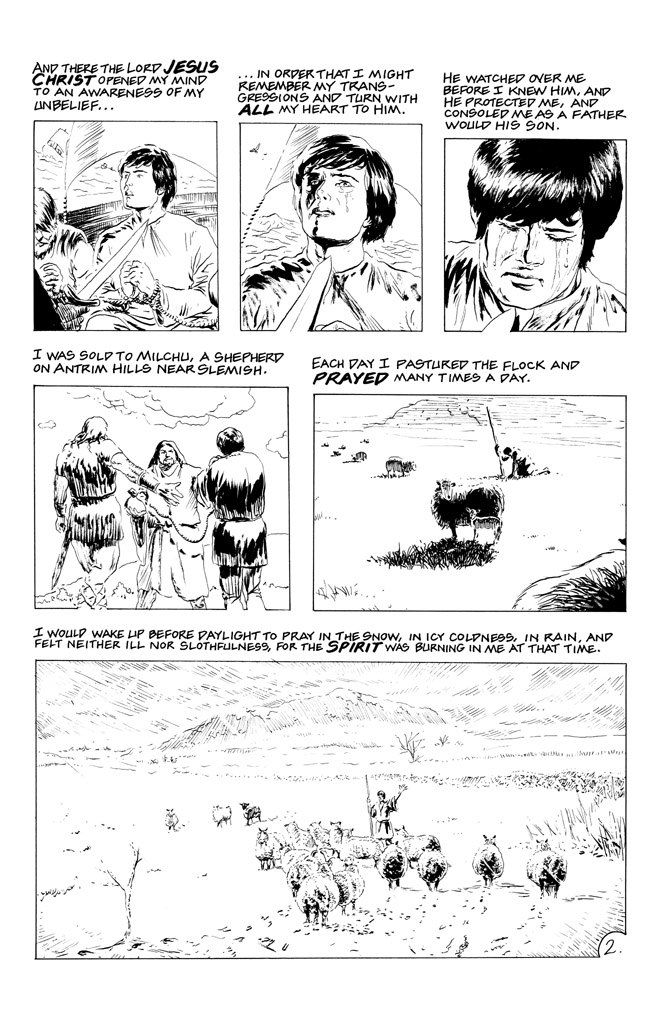 AND THERE THE LORD JESUS
CHRIST OPENED MY MIND
TO AN AWARENESS OF MY
UNBELIEF...
...IN ORDER THAT I MIGHT
REMEMBER MY TRANS-
GRESSIONS AND TURN WITH
ALL MY HEART TO HIM.
HE WATCHED OVER ME
BEFORE I KNEW HIM, AND
HE PROTECTED ME, AND
CONSOLED ME AS A FATHER
WOULD HIS SON.
I WAS SOLD TO MILCHU, A SHEPHERD
ON ANTRIM HILLS NEAR SLEMISH.
EACH DAY I PASTURED THE FLOCK AND
PRAYED MANY TIMES A DAY.
I WOULD WAKE UP BEFORE DAYLIGHT TO PRAY IN THE SNOW, IN ICY COLDNESS, IN RAIN, AND
FELT NEITHER ILL NOR SLOTHFULNESS, FOR THE SPIRIT WAS BURNING IN ME AT THAT TIME.
2.